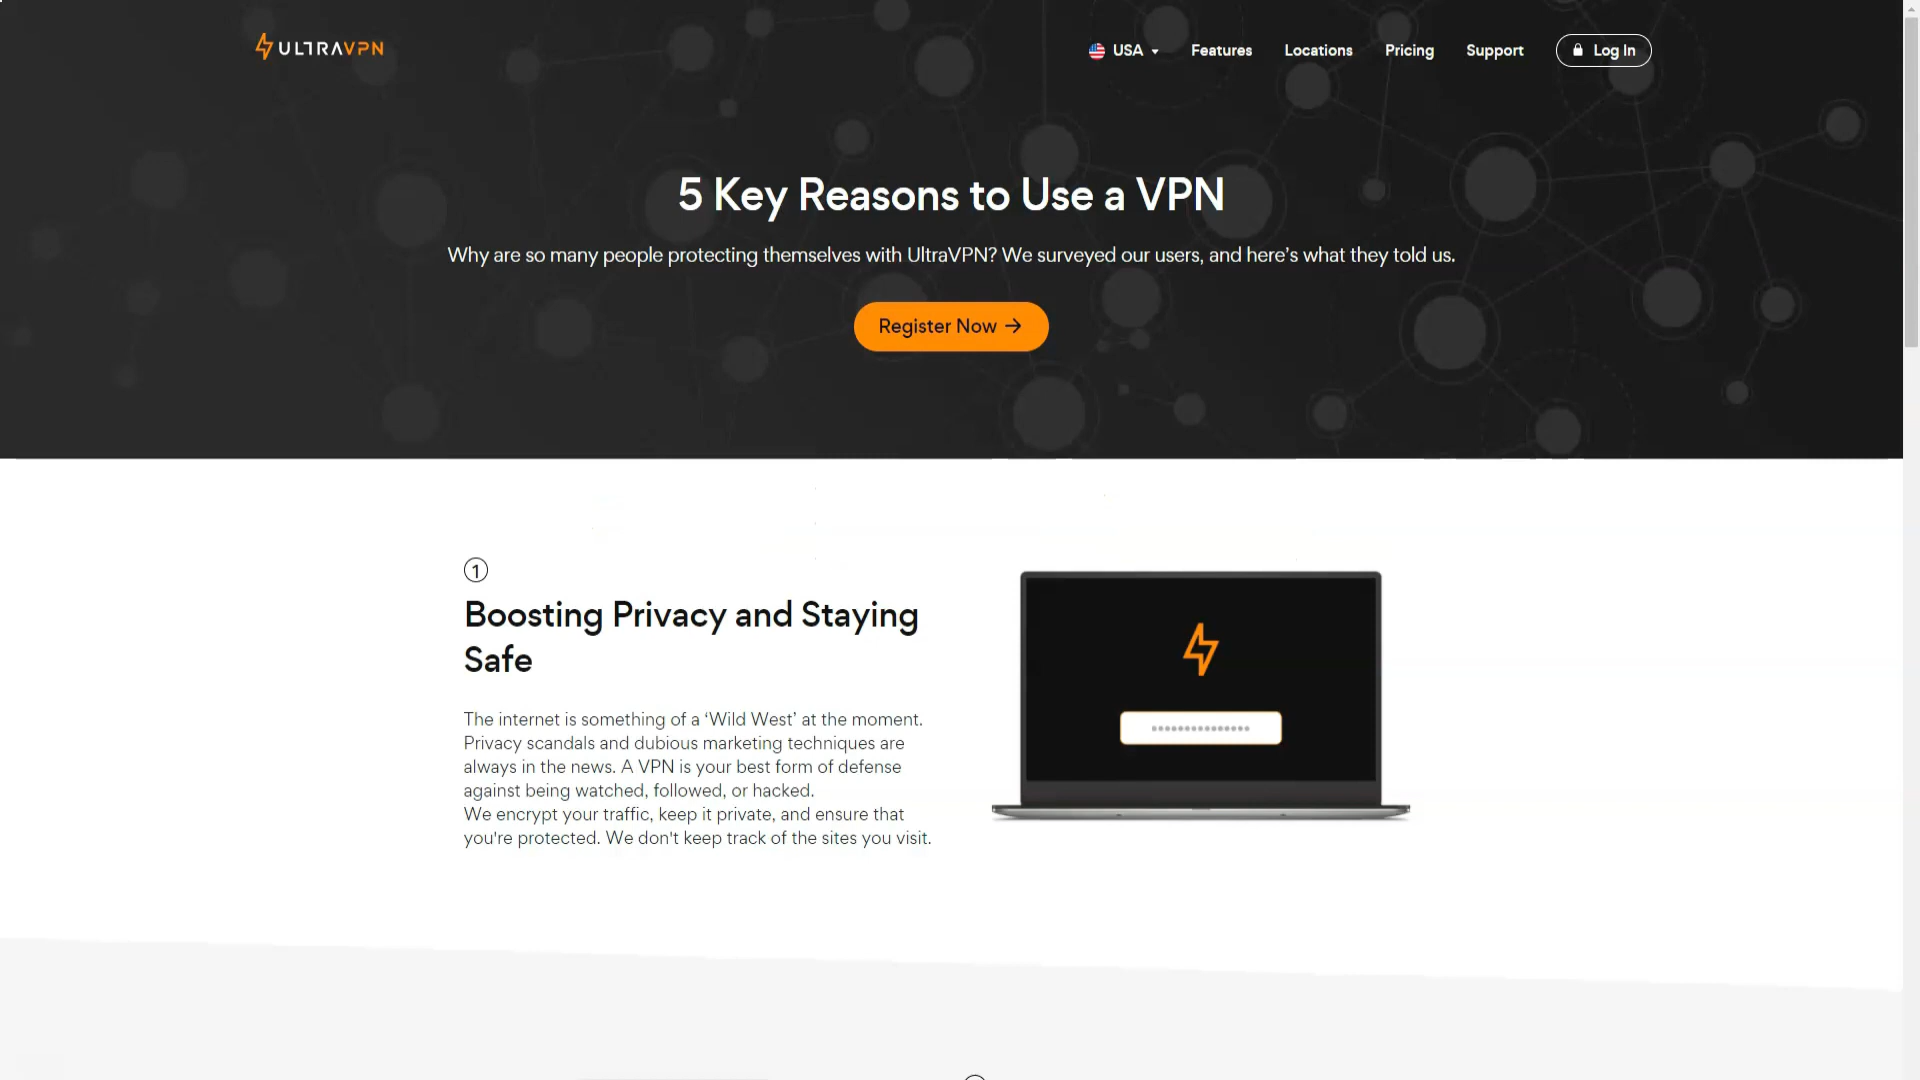 ULTRAVPN
USA
Features
Locations
Pricing
Support
Log In
5 Key Reasons to Use a VPN
Why are so many people protecting themselves with UltraVPN? We surveyed our users, and here’s what they told us.
Register Now →
1
Boosting Privacy and Staying
Safe
The internet is something of a ‘Wild West’ at the moment.
Privacy scandals and dubious marketing techniques are
always in the news. A VPN is your best form of defense
against being watched, followed, or hacked.
We encrypt your traffic, keep it private, and ensure that
you're protected. We don't keep track of the sites you visit.